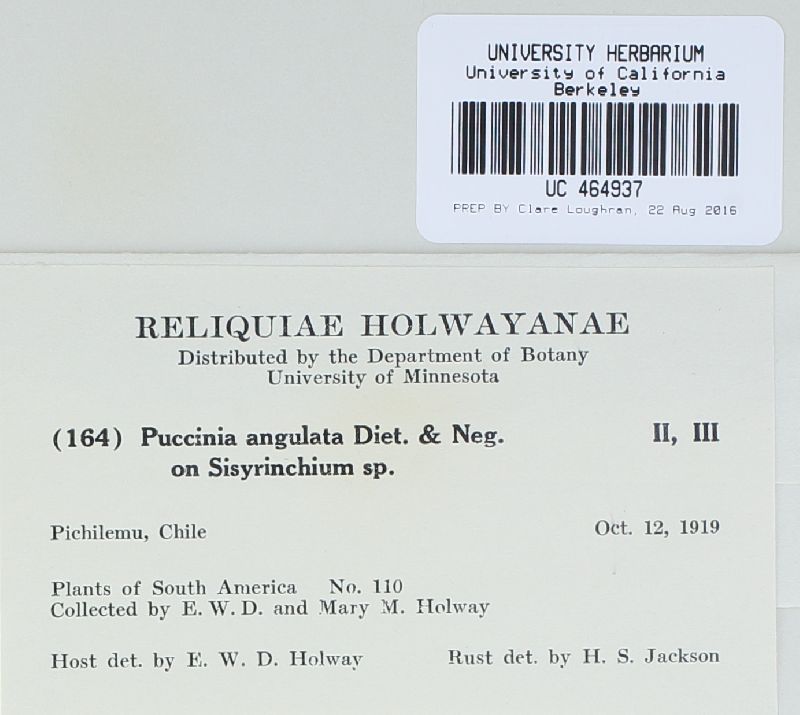 UNIVERSITY HERBARIUM
University of California
Berkeley
UC 464937
PREP BY Clare Loughran, 22 Aug 2016
RELIQUIAE HOLWAYANAE
Distributed by the Department of Botany
University of Minnesota
(164) Puccinia angulata Diet. & Neg. II, III
on Sisyrinchium sp.
Pichilemu, Chile Oct. 12, 1919
Plants of South America No. 110
Collected by E. W. D. and Mary M. Holway
Host det. by E. W. D. Holway Rust det. by H. S. Jackson